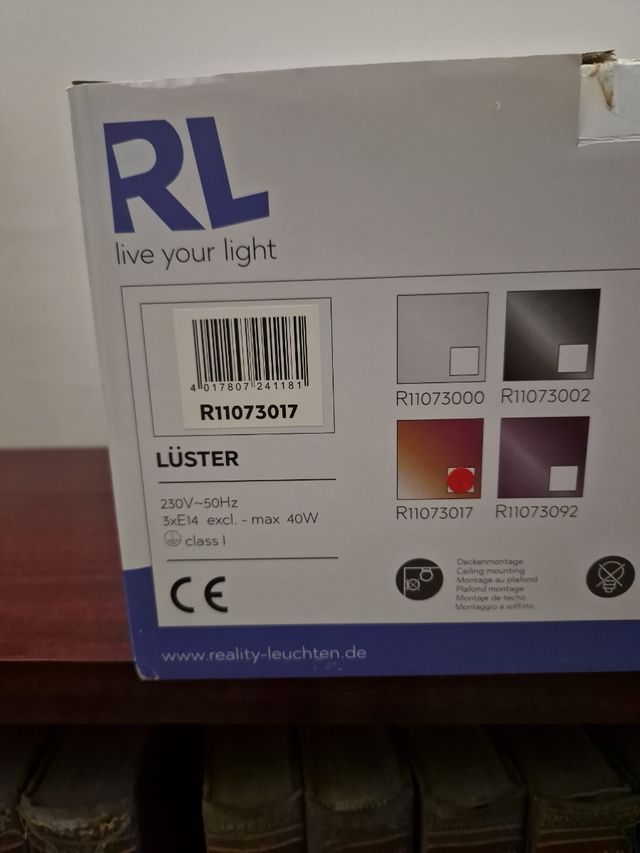 RL
live your light
4 017807 241181
R11073017
LÜSTER
230V~50Hz
3xE14 excl. - max 40W
class I
CE
R11073000
R11073002
R11073017
R11073092
Deckenmontage
Ceiling mounting
Montage au plafond
Plafond montage
Montaje de techo
Montaggio a soffitto
www.reality-leuchten.de